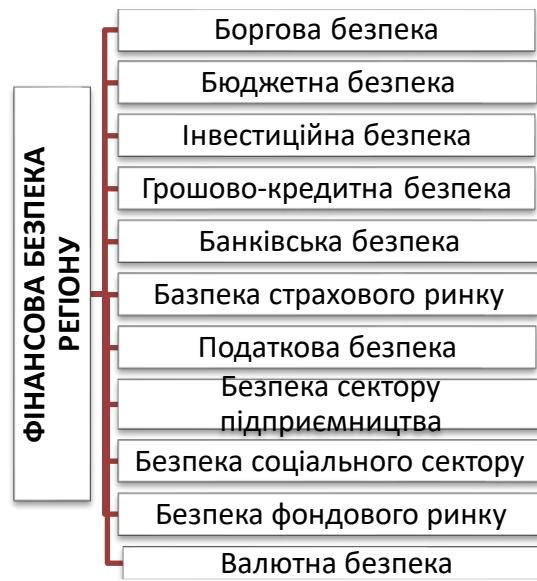 ФІНАНСОВА БЕЗПЕКА
РЕГІОНУ
Боргова безпека
Бюджетна безпека
Інвестиційна безпека
Грошово-кредитна безпека
Банківська безпека
Базпека страхового ринку
Податкова безпека
Безпека сектору
підприємництва
Безпека соціального сектору
Безпека фондового ринку
Валютна безпека